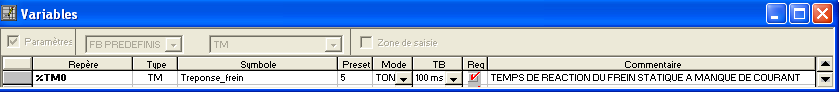 Variables
Paramètres FB PREDEFINIS TM Zone de saisie
Repère Type Symbole Preset Mode TB Reg Commentaire
%TM0 TM Treponse_frein 5 TON 100 ms TEMPS DE REACTION DU FREIN STATIQUE A MANQUE DE COURANT